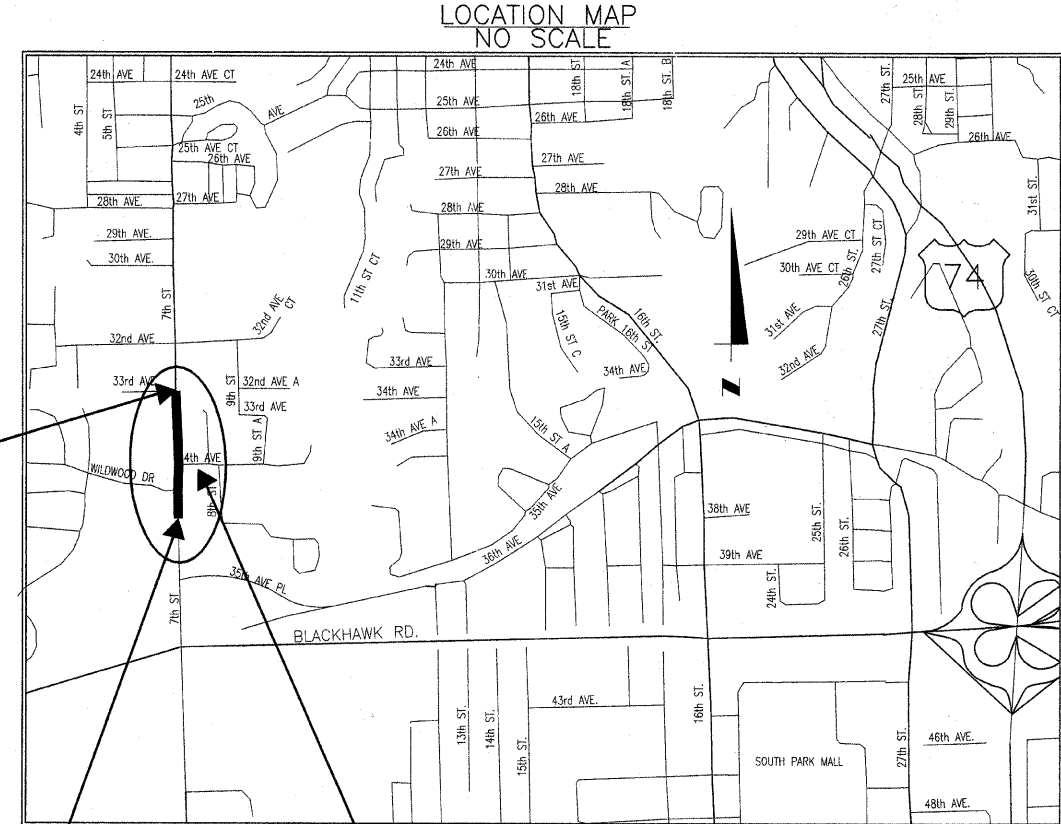 LOCATION MAP
NO SCALE
24th AVE
24th AVE CT
4th ST
5th ST
25th
AVE
25th AVE CT
26th AVE
27th AVE
28th AVE.
29th AVE.
30th AVE.
7th ST
32nd AVE
32nd AVE
CT
11th ST CT
24th AVE
25th AVE
26th AVE
27th AVE
28th AVE
29th AVE
30th AVE
18th ST
18th ST. A
18th ST. B
26th AVE
27th AVE
28th AVE
31st AVE
15th ST C
PARK 16th ST
16th ST.
34th AVE
27th ST.
25th AVE
28th ST.
29th ST.
26th AVE
31st ST.
29th AVE CT
30th AVE CT
26th ST.
27th ST CT
31st AVE
32nd AVE
27th ST.
74
30th ST CT
33rd AVE
9th ST
32nd AVE A
33rd AVE
9th ST A
4th AVE
WILDWOOD DR
8th ST
33rd AVE
34th AVE
34th AVE A
15th ST A
35th AVE
36th AVE
N
38th AVE
39th AVE
25th ST.
26th ST.
24th ST.
35th AVE PL
7th ST.
BLACKHAWK RD.
13th ST.
14th ST.
15th ST.
43rd AVE.
16th ST.
SOUTH PARK MALL
27th ST.
46th AVE.
48th AVE.